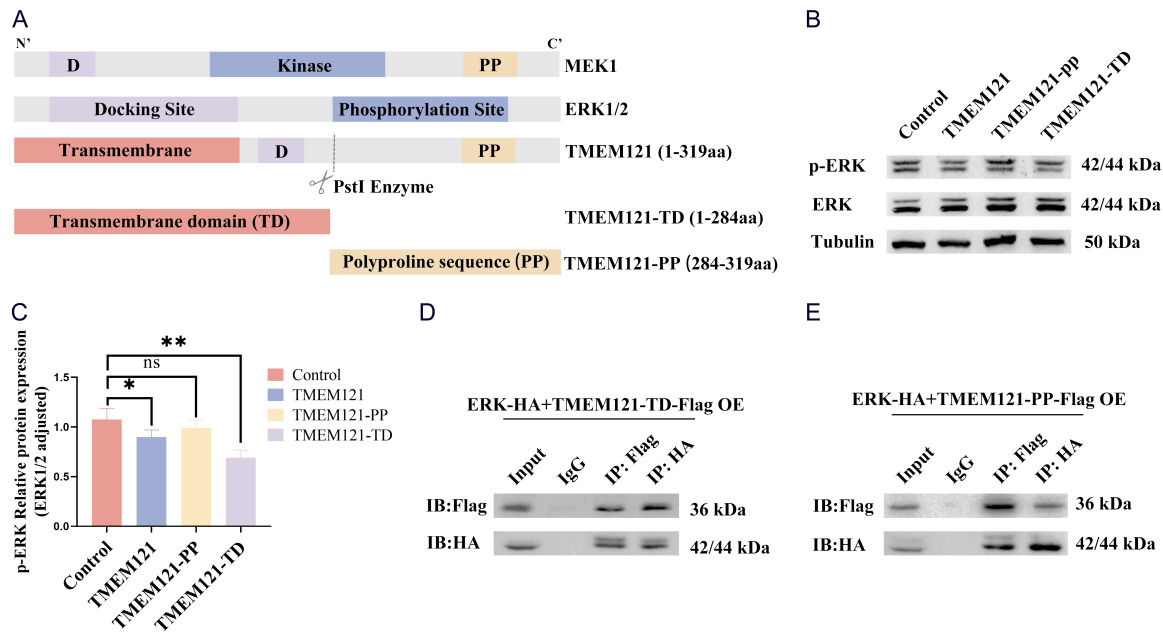 A
N'
C'
D
Kinase
PP
MEK1
Docking Site
Phosphorylation Site
ERK1/2
Transmembrane
D
PP
TMEM121 (1-319aa)
PstI Enzyme
Transmembrane domain (TD)
TMEM121-TD (1-284aa)
Polyproline sequence (PP)
TMEM121-PP (284-319aa)
B
Control
TMEM121
TMEM121-pp
TMEM121-TD
p-ERK
42/44 kDa
ERK
42/44 kDa
Tubulin
50 kDa
C
p-ERK Relative protein expression
(ERK1/2 adjusted)
1.5
1.0
0.5
0.0
**
ns
*
Control
TMEM121
TMEM121-PP
TMEM121-TD
Control
TMEM121
TMEM121-PP
TMEM121-TD
D
ERK-HA+TMEM121-TD-Flag OE
Input
IgG
IP: Flag
IP: HA
IB:Flag
36 kDa
IB:HA
42/44 kDa
E
ERK-HA+TMEM121-PP-Flag OE
Input
IgG
IP: Flag
IP: HA
IB:Flag
36 kDa
IB:HA
42/44 kDa